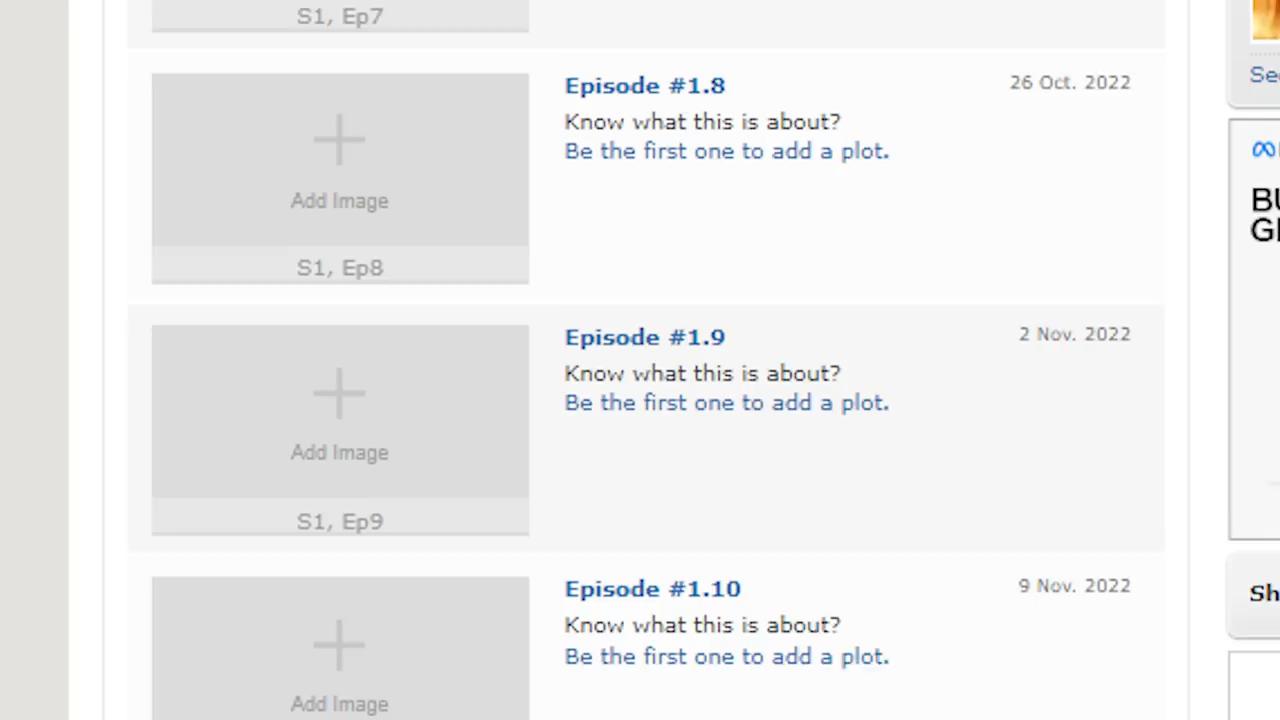 S1, Ep7
Episode #1.8
26 Oct. 2022
Know what this is about?
Be the first one to add a plot.
Add Image
S1, Ep8
Episode #1.9
2 Nov. 2022
Know what this is about?
Be the first one to add a plot.
Add Image
S1, Ep9
Episode #1.10
9 Nov. 2022
Know what this is about?
Be the first one to add a plot.
Add Image